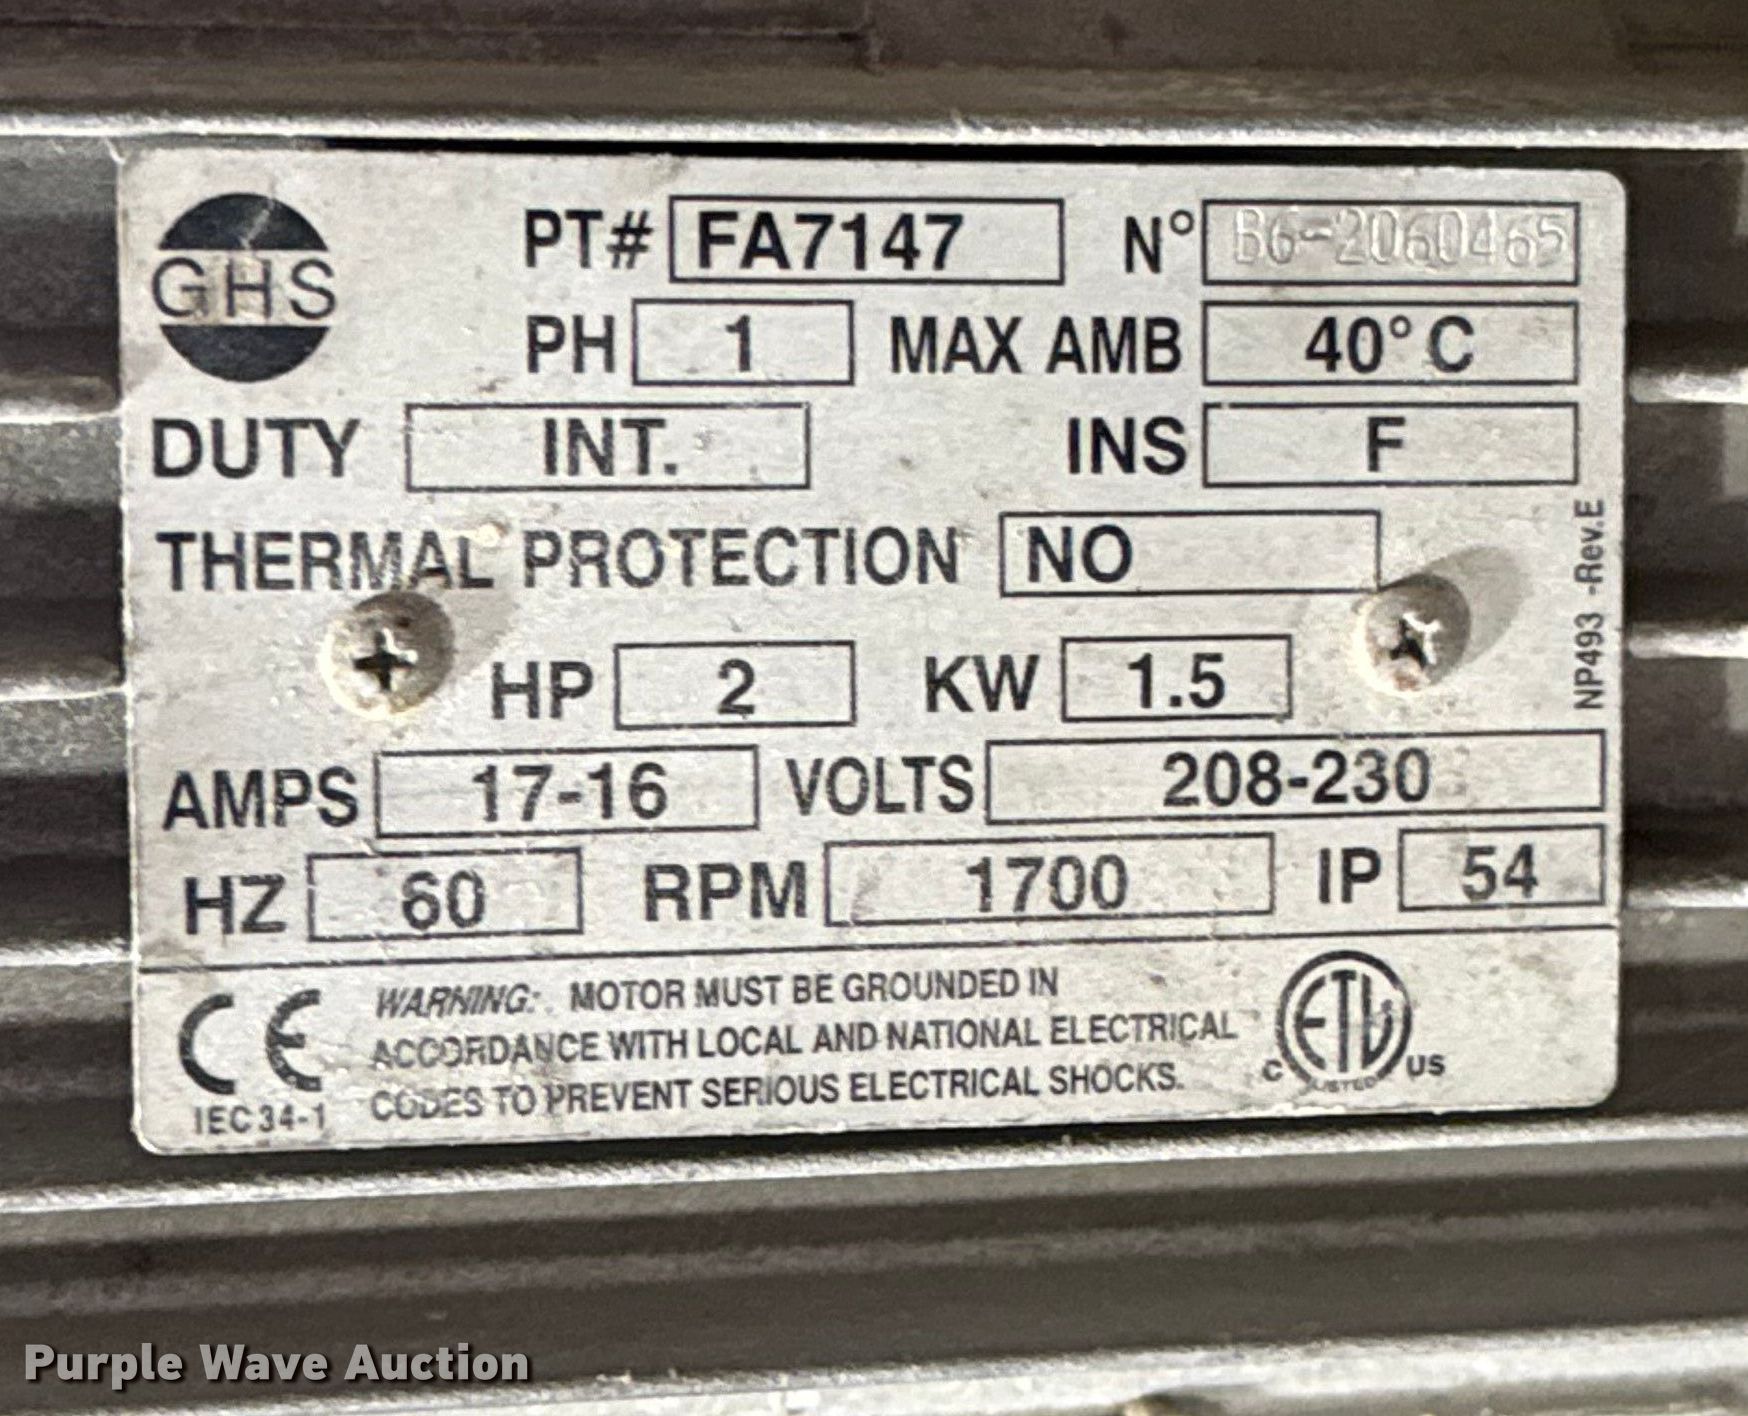 GHS
PT# FA7147 N° B6-2060465
PH 1 MAX AMB 40°C
DUTY INT. INS F
THERMAL PROTECTION NO
NP493 -Rev.E
HP 2 KW 1.5
AMPS 17-16 VOLTS 208-230
HZ 60 RPM 1700 IP 54
CE
IEC 34-1
WARNING: MOTOR MUST BE GROUNDED IN
ACCORDANCE WITH LOCAL AND NATIONAL ELECTRICAL
CODES TO PREVENT SERIOUS ELECTRICAL SHOCKS.
ETL
C LISTED US
Purple Wave Auction